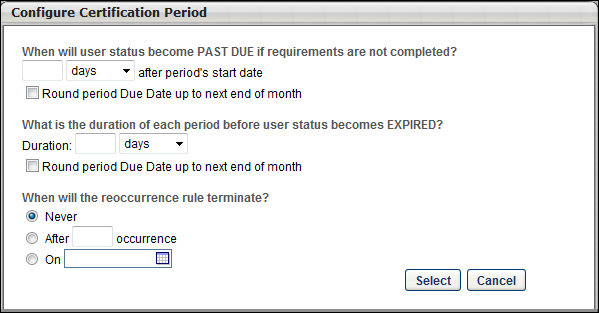 Configure Certification Period
When will user status become PAST DUE if requirements are not completed?
days after period's start date
Round period Due Date up to next end of month
What is the duration of each period before user status becomes EXPIRED?
Duration: days
Round period Due Date up to next end of month
When will the reoccurrence rule terminate?
Never
After occurrence
On
Select Cancel